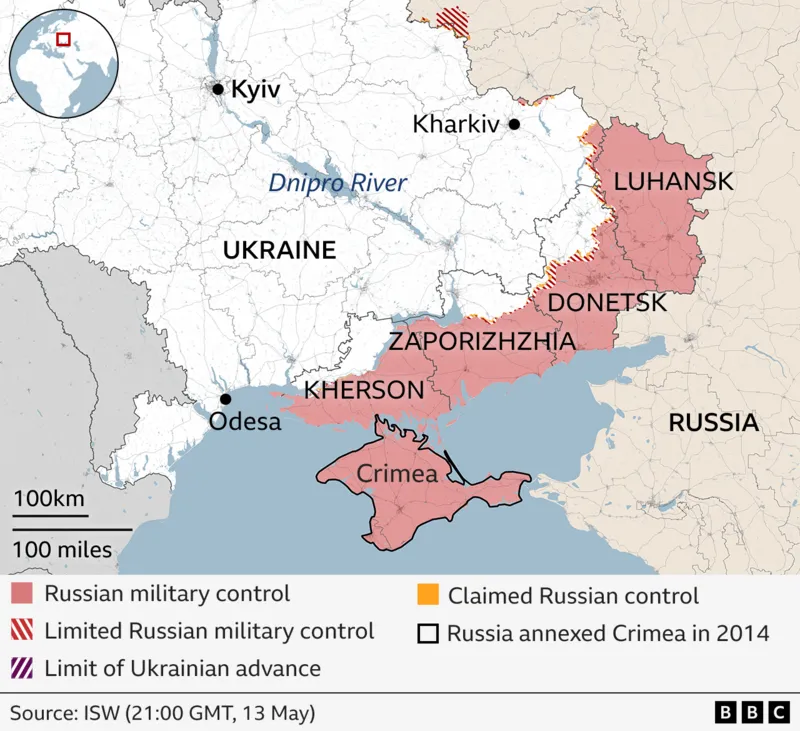 Kyiv
Kharkiv
Dnipro River
LUHANSK
UKRAINE
DONETSK
ZAPORIZHZHIA
KHERSON
Odesa
RUSSIA
Crimea
100km
100 miles
Russian military control
Claimed Russian control
Limited Russian military control
Russia annexed Crimea in 2014
Limit of Ukrainian advance
Source: ISW (21:00 GMT, 13 May)
BBC